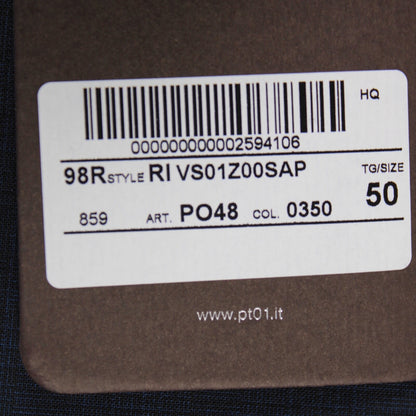 HQ
000000000002594106
98R STYLE RI VS01Z00SAP TG/SIZE
50
859 ART. PO48 COL. 0350
www.pt01.it